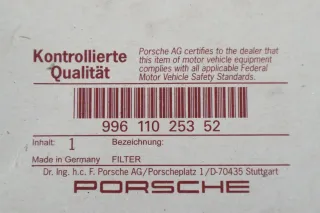 Kontrollierte Qualität
Porsche AG certifies to the dealer that
this item of motor vehicle equipment
complies with all applicable Federal
Motor Vehicle Safety Standards.
996 110 253 52
Inhalt: 1 Bezeichnung:
Made in Germany FILTER
Dr. Ing. h.c. F. Porsche AG/Porscheplatz 1/D-70435 Stuttgart
PORSCHE